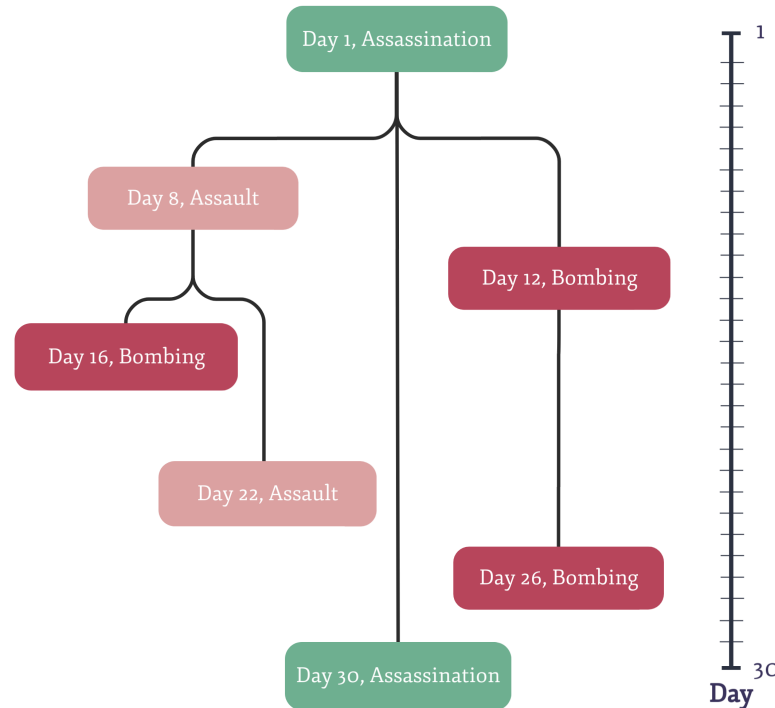 Day 1, Assassination
1
Day 8, Assault
Day 12, Bombing
Day 16, Bombing
Day 22, Assault
Day 26, Bombing
Day 30, Assassination
30
Day